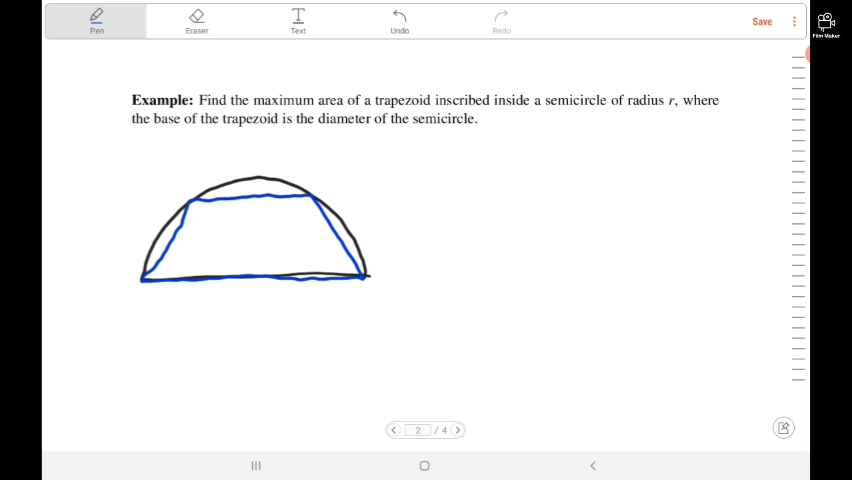 Pen Eraser Text Undo Redo Save
Film Maker
Example: Find the maximum area of a trapezoid inscribed inside a semicircle of radius r, where
the base of the trapezoid is the diameter of the semicircle.
2 / 4